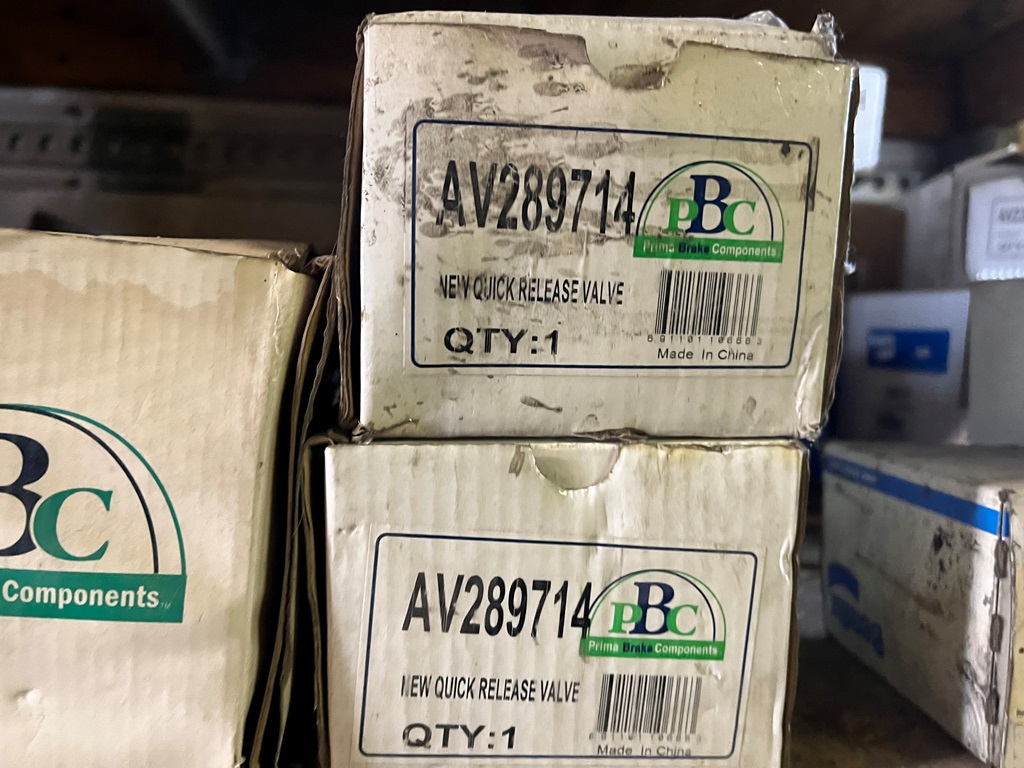 AV289714
PBC
Prima Brake Components
NEW QUICK RELEASE VALVE
QTY:1
Made In China
BC
Components TM
AV289714
PBC
Prima Brake Components
NEW QUICK RELEASE VALVE
QTY:1
Made In China